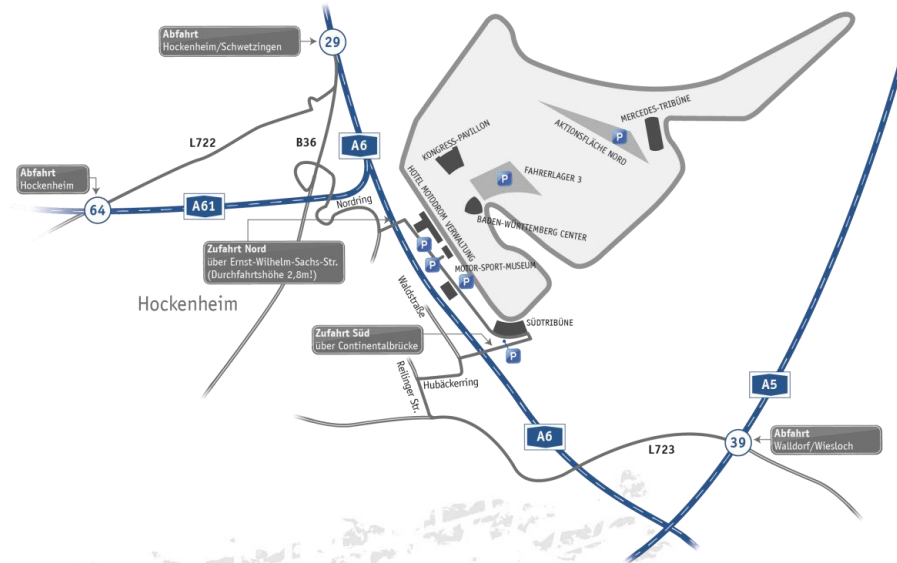 Abfahrt
Hockenheim/Schwetzingen
29
MERCEDES-TRIBÜNE
P
AKTIONSFLÄCHE NORD
L722
B36
A6
KONGRESS-PAVILLON
Abfahrt
Hockenheim
FAHRERLAGER 3
P
64
A61
Nordring
HOTEL MOTODROM VERWALTUNG
BADEN-WÜRTTEMBERG CENTER
Zufahrt Nord
über Ernst-Wilhelm-Sachs-Str.
(Durchfahrtshöhe 2,8m!)
P
P
MOTOR-SPORT-MUSEUM
P
Hockenheim
Waldstraße
SÜDTRIBÜNE
Zufahrt Süd
über Continentalbrücke
P
Reilinger Str.
Hubäckerring
A5
A6
L723
39
Abfahrt
Walldorf/Wiesloch